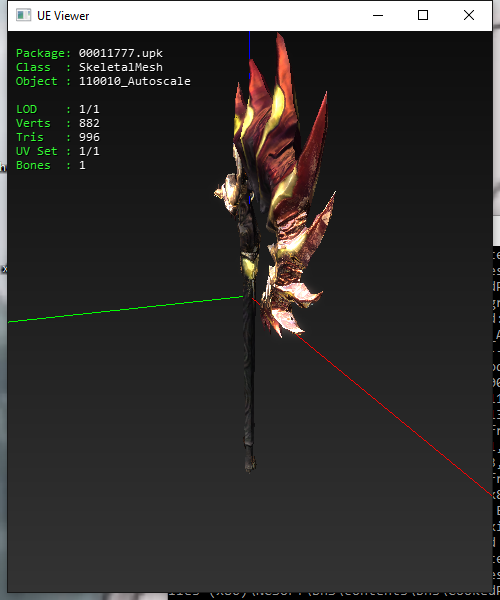 UE Viewer
Package: 00011777.upk
Class : SkeletalMesh
Object : 110010_Autoscale
LOD : 1/1
Verts : 882
Tris : 996
UV Set : 1/1
Bones : 1